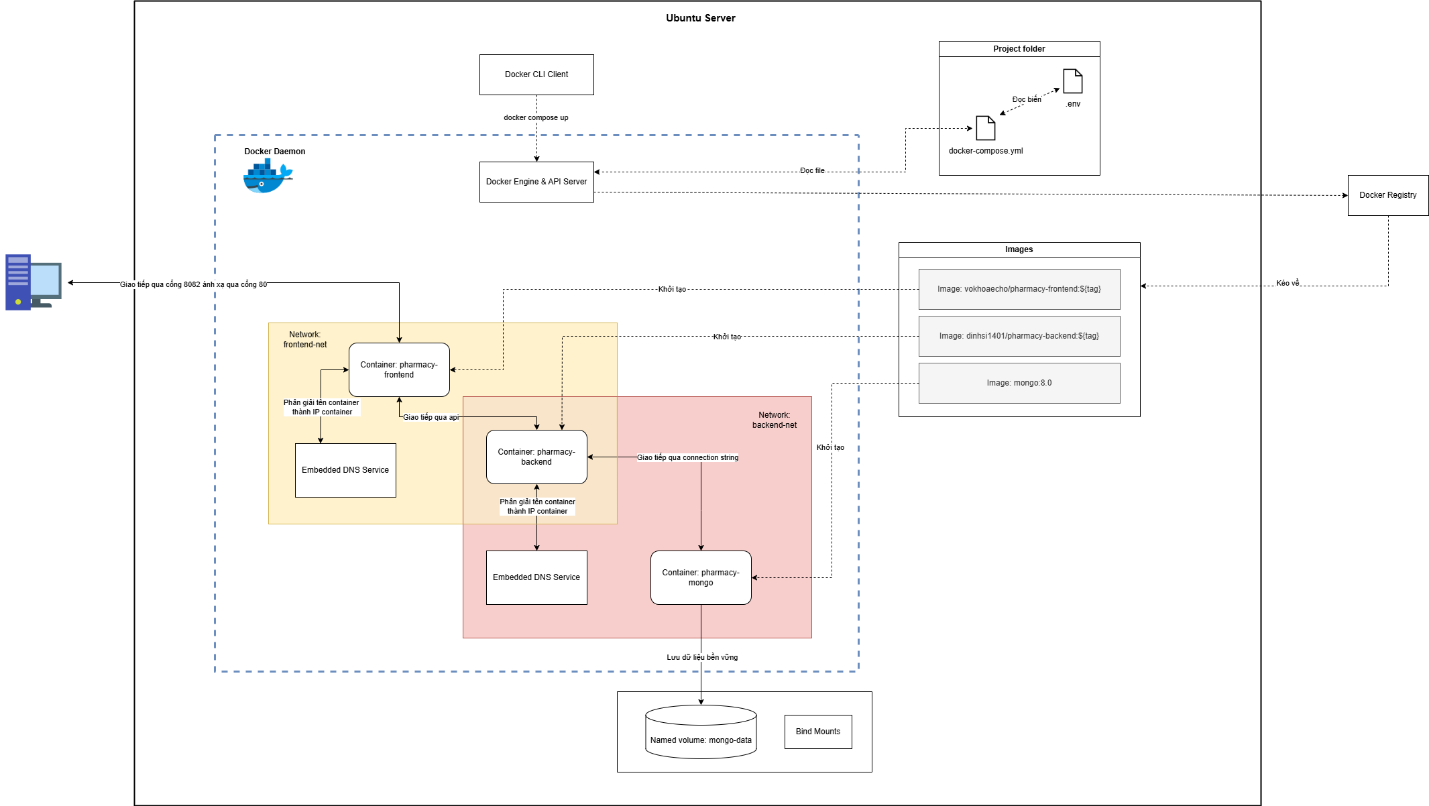 Ubuntu Server
Project folder
Docker CLI Client
Đọc biến
.env
docker compose up
docker-compose.yml
Docker Daemon
Docker Engine & API Server
Đọc file
Docker Registry
Images
Giao tiếp qua cổng 8082 ánh xạ qua cổng 80
Khởi tạo
Image: vokhoaecho/pharmacy-frontend:${tag}
Kéo về
Network:
frontend-net
Khởi tạo
Image: dinhsi1401/pharmacy-backend:${tag}
Container: pharmacy-
frontend
Image: mongo:8.0
Phân giải tên container
thành IP container
Giao tiếp qua api
Network:
backend-net
Khởi tạo
Container: pharmacy-
backend
Giao tiếp qua connection string
Embedded DNS Service
Phân giải tên container
thành IP container
Embedded DNS Service
Container: pharmacy-
mongo
Lưu dữ liệu bền vững
Named volume: mongo-data
Bind Mounts